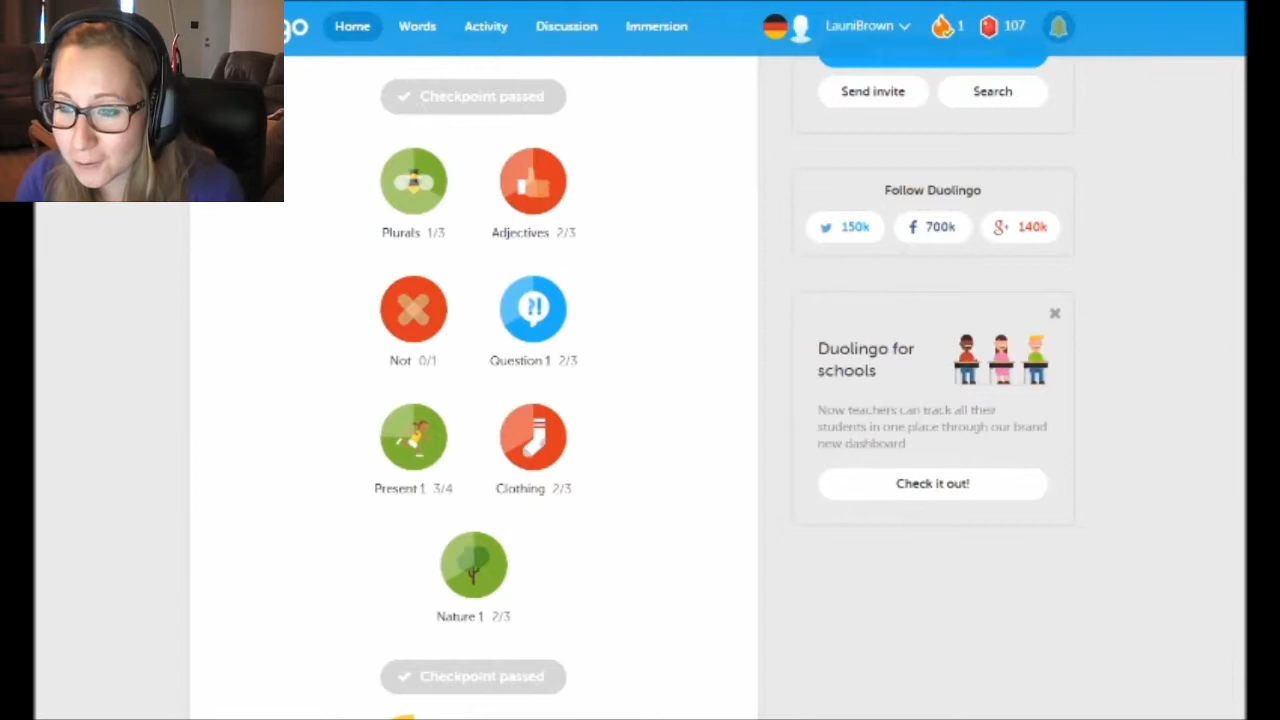 go Home Words Activity Discussion Immersion LauniBrown 1 107
Checkpoint passed
Plurals 1/3 Adjectives 2/3
Not 0/1 Question 1 2/3
Present 1 3/4 Clothing 2/3
Nature 1 2/3
Checkpoint passed
Send invite Search
Follow Duolingo
150k 700k 140k
Duolingo for
schools
Now teachers can track all their
students in one place through our brand
new dashboard
Check it out!